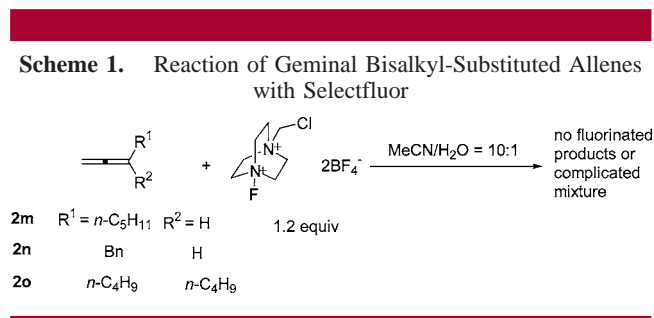 Scheme 1. Reaction of Geminal Bisalkyl-Substituted Allenes
with Selectfluor
R1
R2
+
Cl
N+
N+
F
2BF4-
MeCN/H2O = 10:1
no fluorinated
products or
complicated
mixture
1.2 equiv
2m R1 = n-C5H11 R2 = H
2n Bn H
2o n-C4H9 n-C4H9